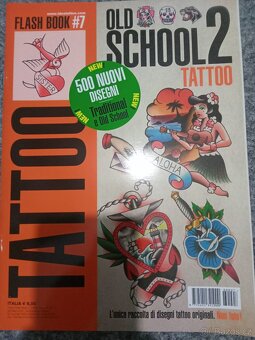 FLASH BOOK #7
OLD
SCHOOL 2
TATTOO
NEW
500 NUOVI
DISEGNI
Traditional
e Old School
NEW
NEW
TATTOO
ALOHA
L'unica raccolta di disegni tattoo originali.